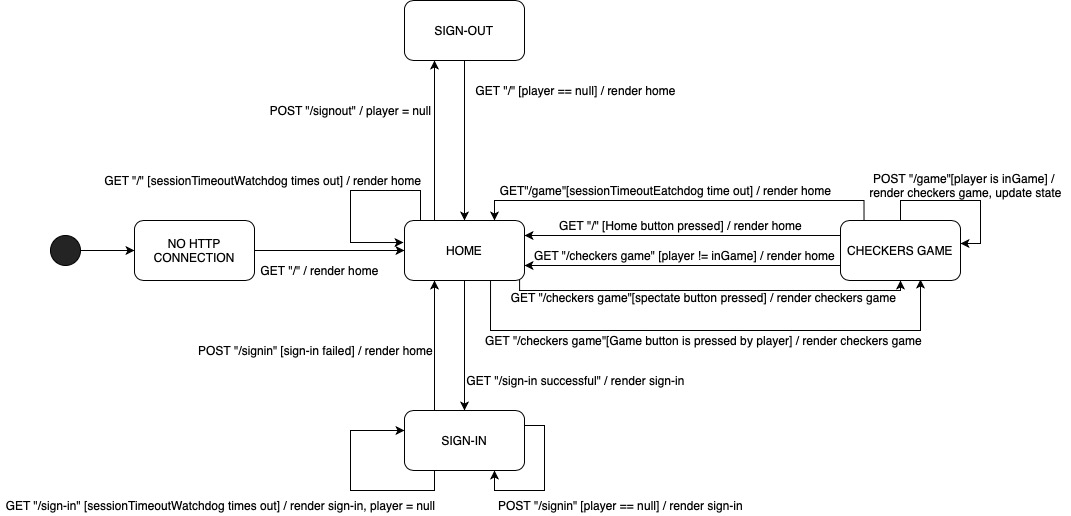 SIGN-OUT
GET "/" [player == null] / render home
POST "/signout" / player = null
GET "/" [sessionTimeoutWatchdog times out] / render home
GET"/game"[sessionTimeoutEatchdog time out] / render home
POST "/game"[player is inGame] /
render checkers game, update state
GET "/" [Home button pressed] / render home
NO HTTP
CONNECTION
HOME
CHECKERS GAME
GET "/checkers game" [player != inGame] / render home
GET "/" / render home
GET "/checkers game"[spectate button pressed] / render checkers game
GET "/checkers game"[Game button is pressed by player] / render checkers game
POST "/signin" [sign-in failed] / render home
GET "/sign-in successful" / render sign-in
SIGN-IN
GET "/sign-in" [sessionTimeoutWatchdog times out] / render sign-in, player = null
POST "/signin" [player == null] / render sign-in